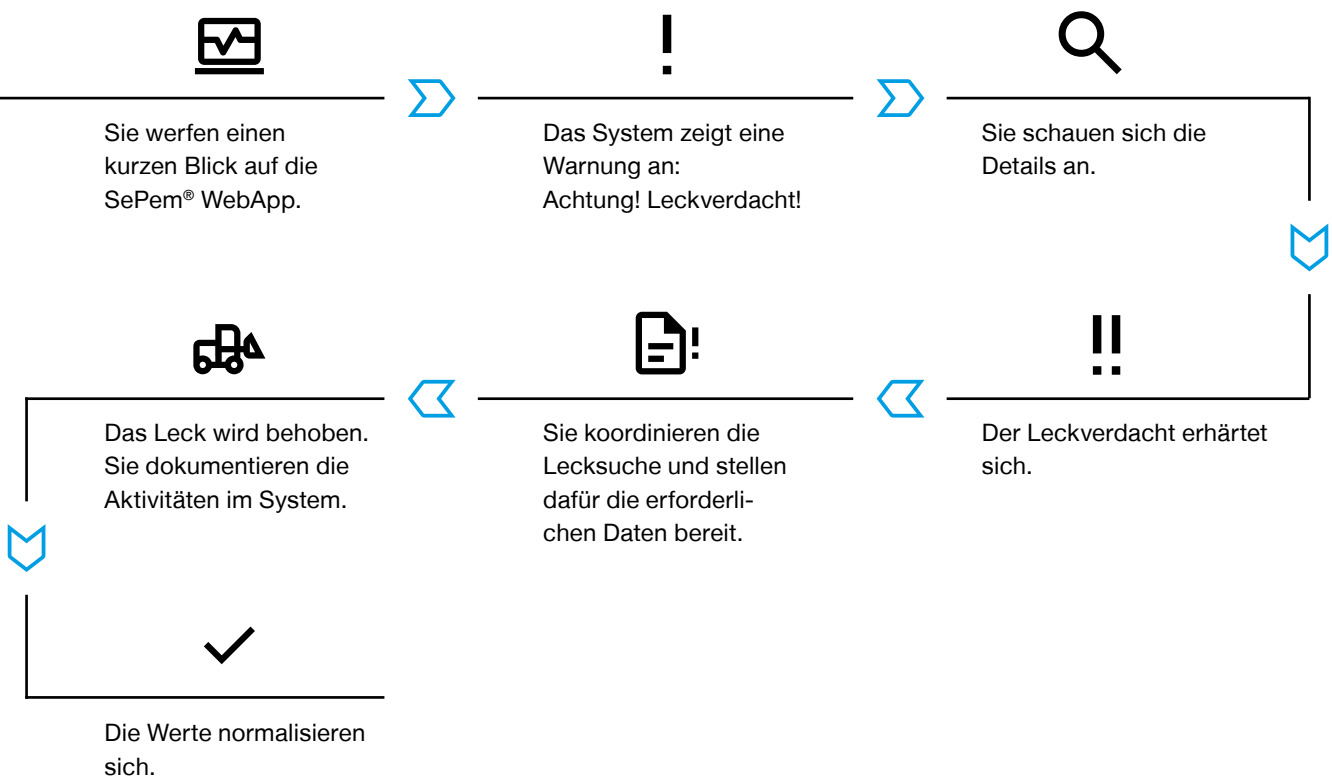 Sie werfen einen
kurzen Blick auf die
SePem® WebApp.
Das System zeigt eine
Warnung an:
Achtung! Leckverdacht!
Sie schauen sich die
Details an.
Der Leckverdacht erhärtet
sich.
Sie koordinieren die
Lecksuche und stellen
dafür die erforderli-
chen Daten bereit.
Das Leck wird behoben.
Sie dokumentieren die
Aktivitäten im System.
Die Werte normalisieren
sich.